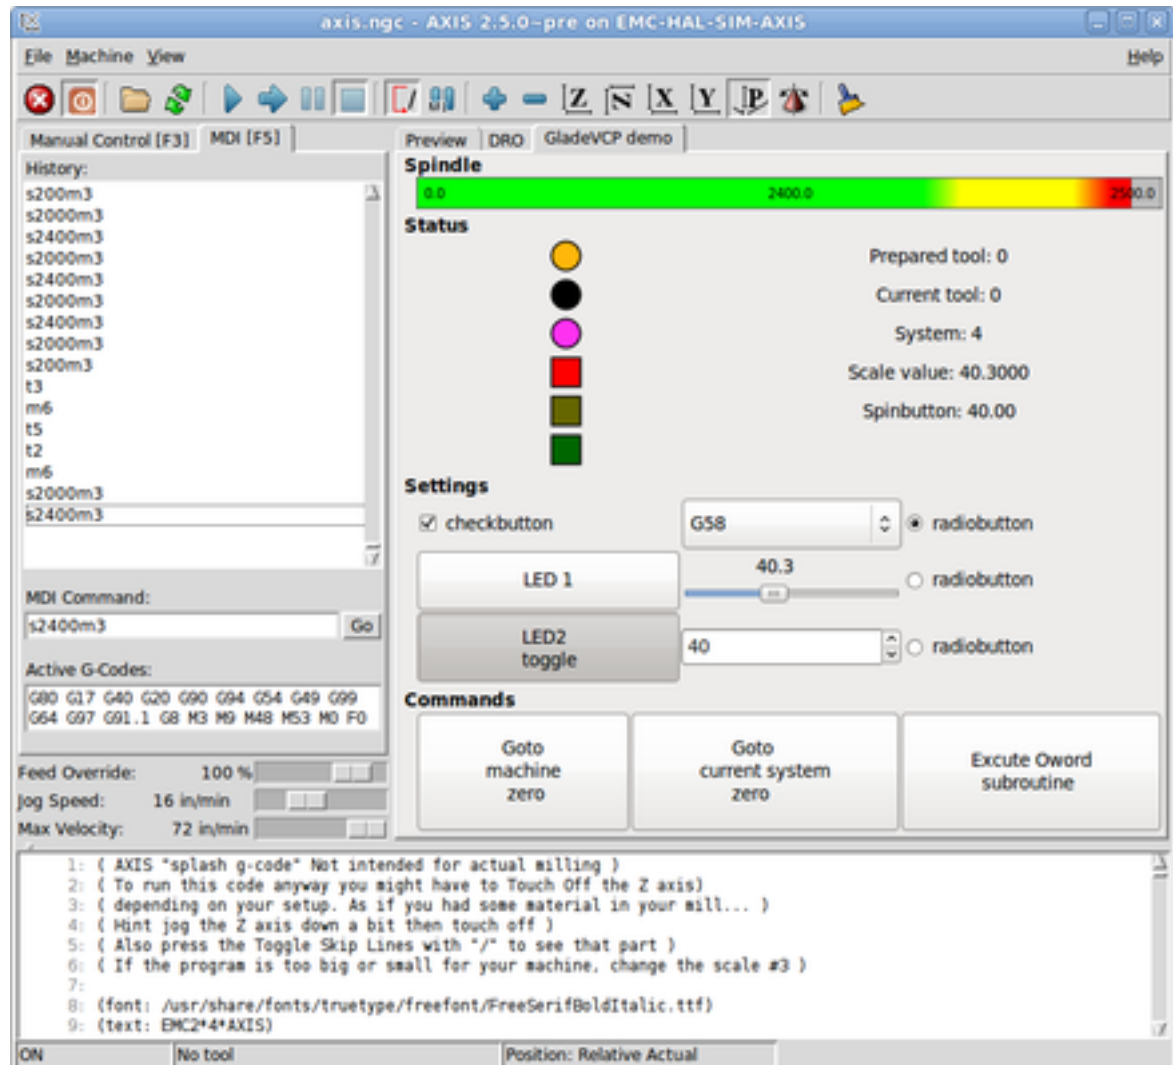 axis.ngc - AXIS 2.5.0~pre on EMC-HAL-SIM-AXIS
File Machine View Help
Z N X Y P
Manual Control [F3] MDI [F5]
History:
s200m3
s2000m3
s2400m3
s2000m3
s2400m3
s2000m3
s2400m3
s2000m3
s200m3
t3
m6
t5
t2
m6
s2000m3
s2400m3
MDI Command:
s2400m3 Go
Active G-Codes:
G80 G17 G40 G20 G90 G94 G54 G49 G99
G64 G97 G91.1 G8 M3 M9 M48 M53 M0 F0
Feed Override: 100 %
Jog Speed: 16 in/min
Max Velocity: 72 in/min
Preview DRO GladeVCP demo
Spindle
0.0 2400.0 2500.0
Status
Prepared tool: 0
Current tool: 0
System: 4
Scale value: 40.3000
Spinbutton: 40.00
Settings
checkbutton G58 radiobutton
LED 1 40.3 radiobutton
LED2
toggle 40 radiobutton
Commands
Goto
machine
zero
Goto
current system
zero
Excute Oword
subroutine
1: ( AXIS "splash g-code" Not intended for actual milling )
2: ( To run this code anyway you might have to Touch Off the Z axis)
3: ( depending on your setup. As if you had some material in your mill... )
4: ( Hint jog the Z axis down a bit then touch off )
5: ( Also press the Toggle Skip Lines with "/" to see that part )
6: ( If the program is too big or small for your machine, change the scale #3 )
7:
8: (font: /usr/share/fonts/truetype/freefont/FreeSerifBoldItalic.ttf)
9: (text: EMC2*4*AXIS)
ON No tool Position: Relative Actual